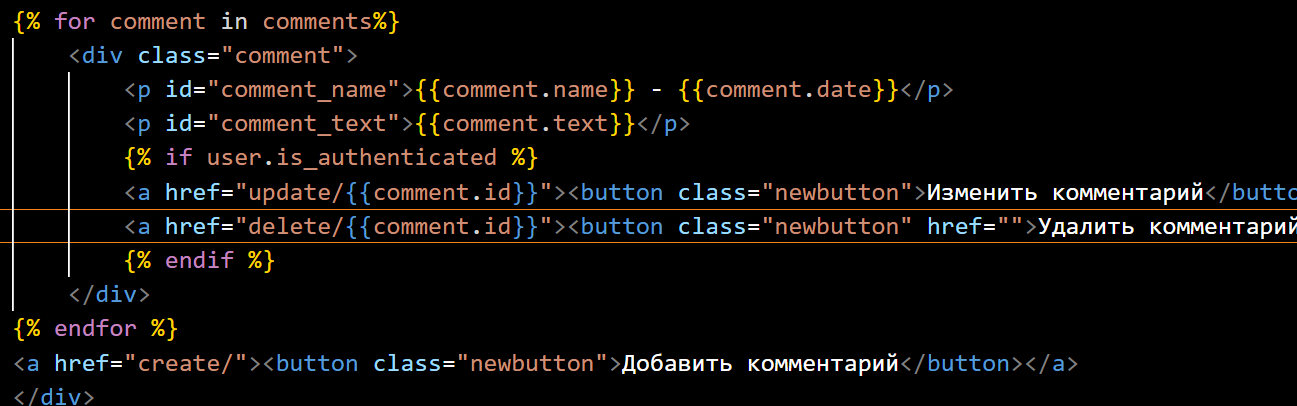 {% for comment in comments%}
<div class="comment">
<p id="comment_name">{{comment.name}} - {{comment.date}}</p>
<p id="comment_text">{{comment.text}}</p>
{% if user.is_authenticated %}
<a href="update/{{comment.id}}"><button class="newbutton">Изменить комментарий</butto
<a href="delete/{{comment.id}}"><button class="newbutton" href="">Удалить комментарий
{% endif %}
</div>
{% endfor %}
<a href="create/"><button class="newbutton">Добавить комментарий</button></a>
</div>